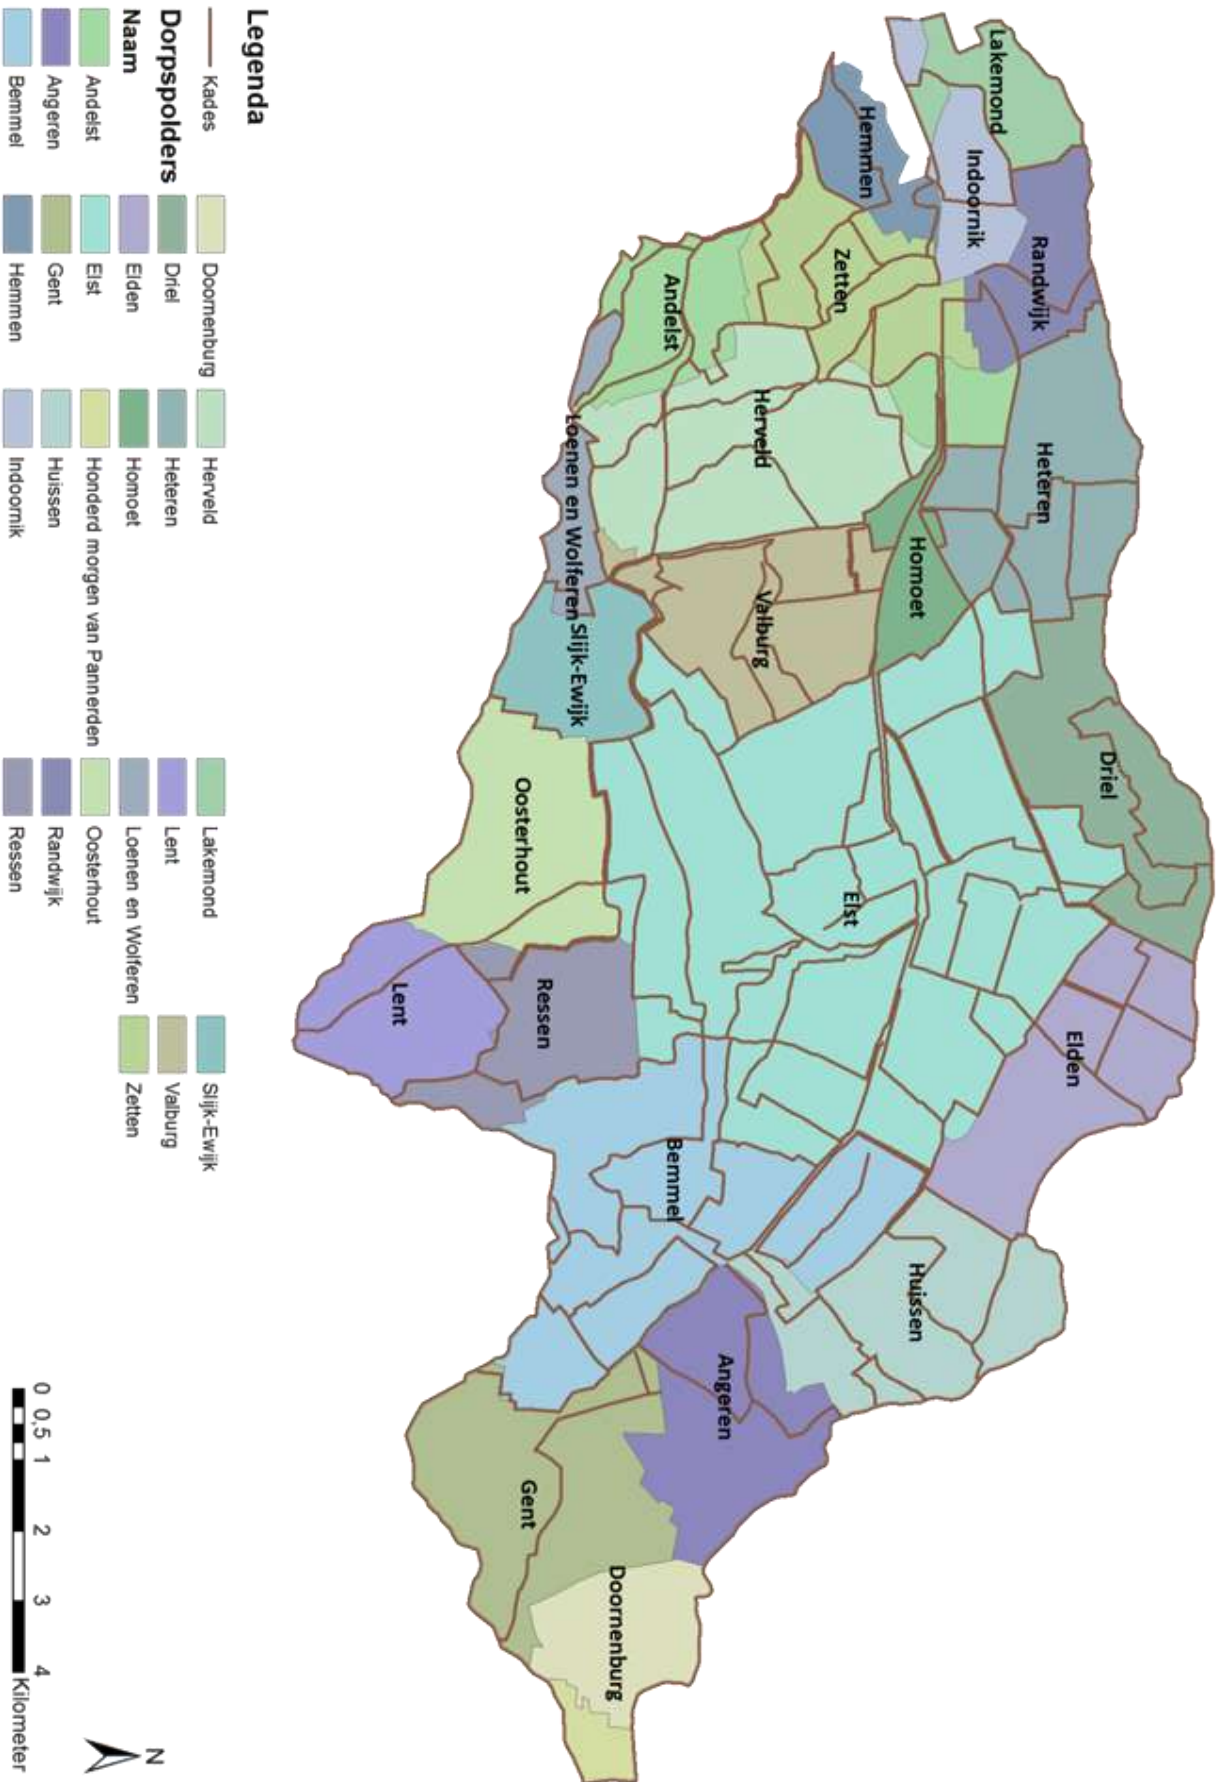 Lakemond
Indoornik
Randwijk
Hemmen
Zetten
Andelst
Heteren
Herveld
Homoet
Loenen en Wolferen
Valburg
Slijk-Ewijk
Driel
Oosterhout
Elst
Elden
Ressen
Lent
Bemmel
Huissen
Angeren
Gent
Doornenburg
Legenda
Kades
Dorpspolders
Naam
Andelst
Angeren
Bemmel
Doornenburg
Driel
Elden
Elst
Gent
Hemmen
Herveld
Heteren
Homoet
Honderd morgen van Pannerden
Huissen
Indoornik
Lakemond
Lent
Loenen en Wolferen
Oosterhout
Randwijk
Ressen
Slijk-Ewijk
Valburg
Zetten
N
0 0,5 1 2 3 4
Kilometer